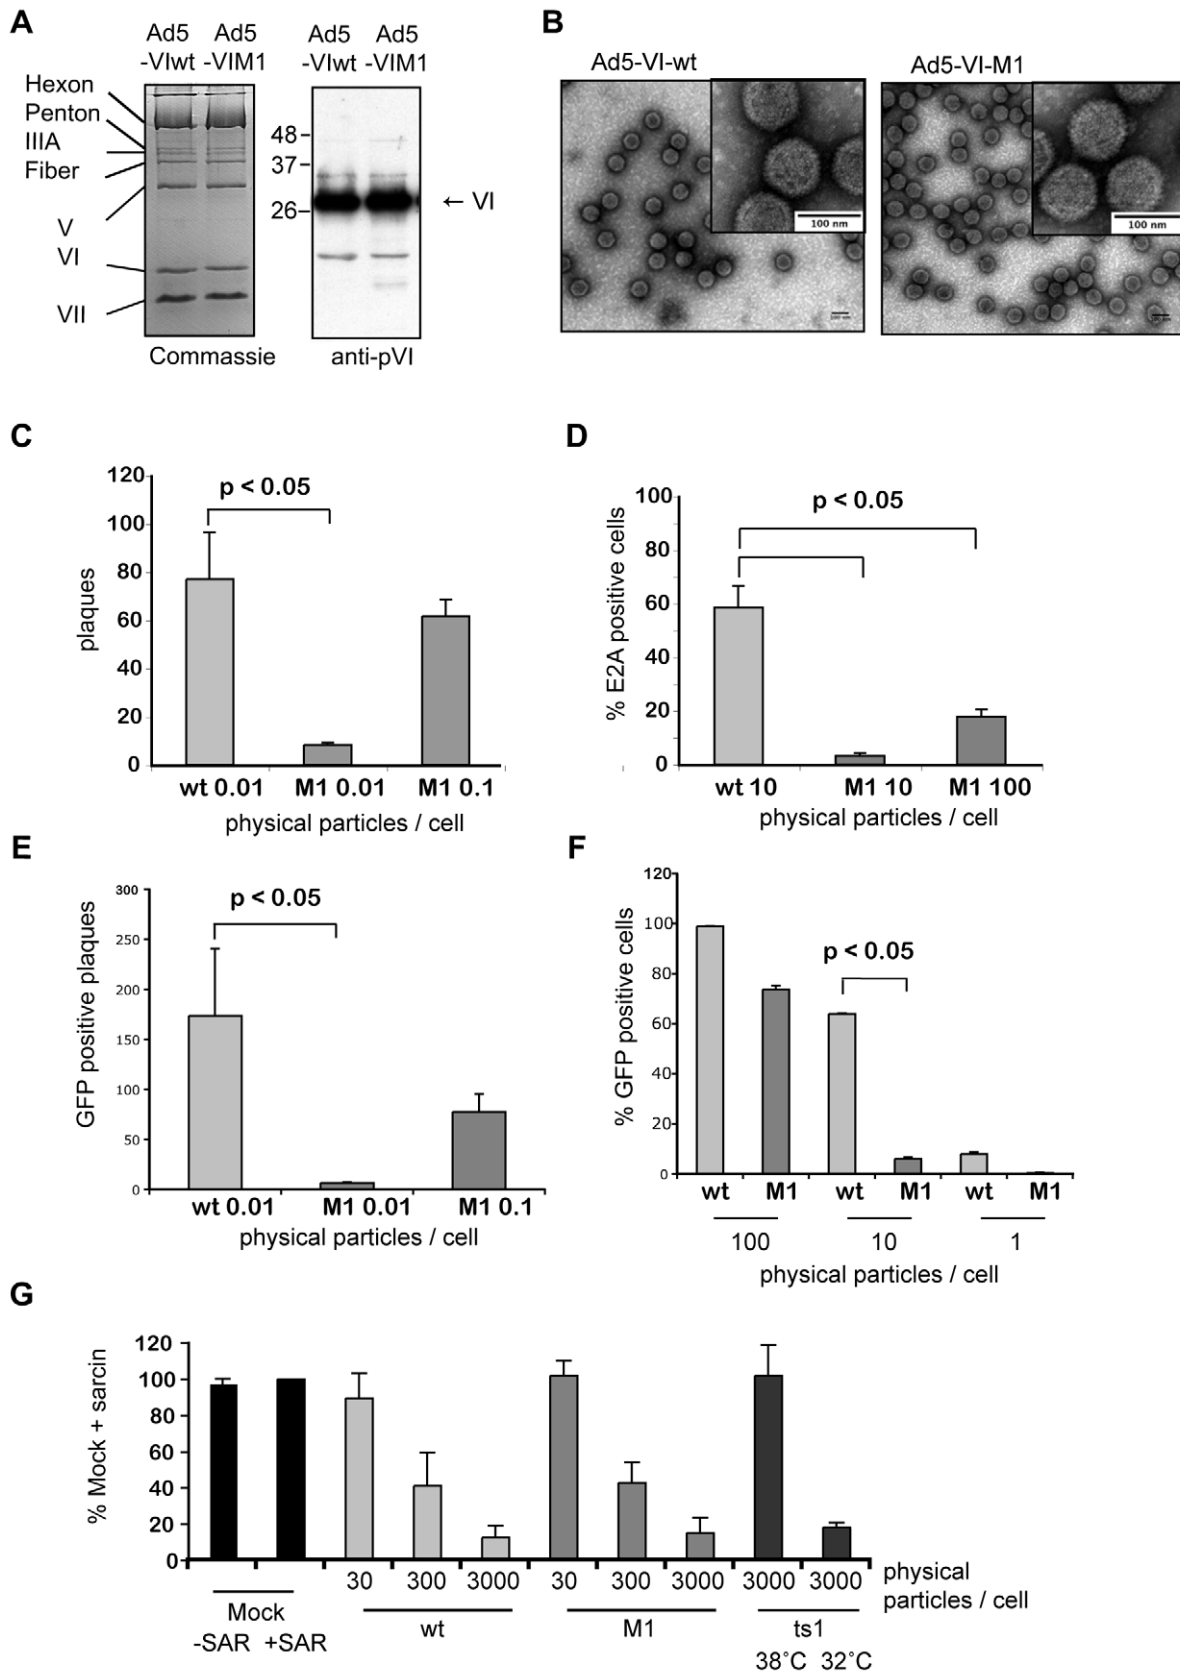 A
Ad5 Ad5
-VIwt -VIM1
Hexon
Penton
IIIA
Fiber
V
VI
VII
Commassie
Ad5 Ad5
-VIwt -VIM1
48
37
26
← VI
anti-pVI
B
Ad5-VI-wt
100 nm
Ad5-VI-M1
100 nm
C
120
100
80
60
40
20
0
plaques
p < 0.05
wt 0.01 M1 0.01 M1 0.1
physical particles / cell
D
100
80
60
40
20
0
% E2A positive cells
p < 0.05
wt 10 M1 10 M1 100
physical particles / cell
E
300
250
200
150
100
50
0
GFP positive plaques
p < 0.05
wt 0.01 M1 0.01 M1 0.1
physical particles / cell
F
120
100
80
60
40
20
0
% GFP positive cells
p < 0.05
wt M1 wt M1 wt M1
100 10 1
physical particles / cell
G
120
100
80
60
40
20
0
% Mock + sarcin
30 300 3000 30 300 3000 3000 3000
physical
particles / cell
Mock wt M1 ts1
-SAR +SAR 38˚C 32˚C